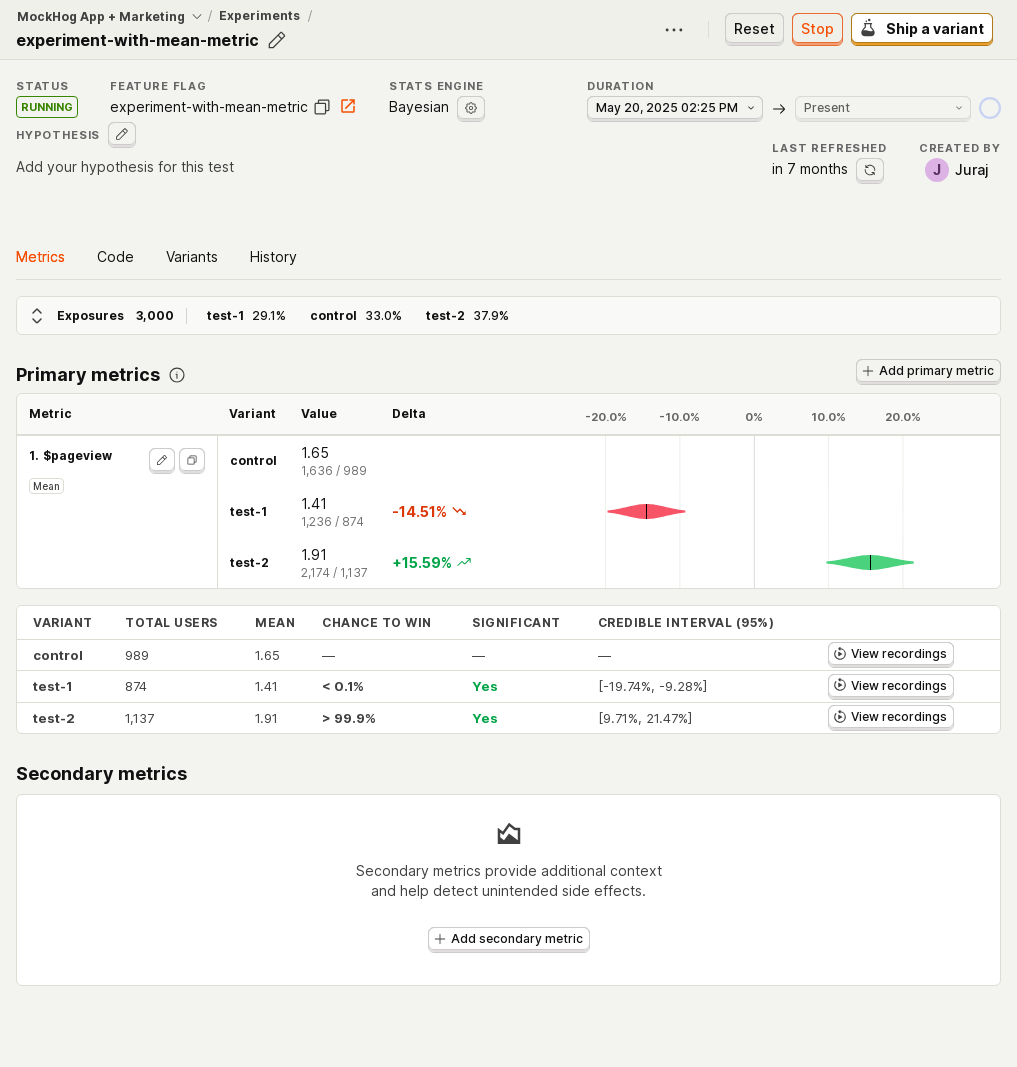 MockHog App + Marketing / Experiments /
experiment-with-mean-metric
Reset Stop Ship a variant
STATUS FEATURE FLAG STATS ENGINE DURATION
RUNNING experiment-with-mean-metric Bayesian May 20, 2025 02:25 PM → Present
HYPOTHESIS
LAST REFRESHED CREATED BY
Add your hypothesis for this test
in 7 months J Juraj
Metrics Code Variants History
Exposures 3,000 test-1 29.1% control 33.0% test-2 37.9%
Primary metrics
Add primary metric
Metric Variant Value Delta -20.0% -10.0% 0% 10.0% 20.0%
1. $pageview
Mean
control 1.65
1,636 / 989
test-1 1.41 -14.51%
1,236 / 874
test-2 1.91 +15.59%
2,174 / 1,137
VARIANT TOTAL USERS MEAN CHANCE TO WIN SIGNIFICANT CREDIBLE INTERVAL (95%)
control 989 1.65 — — — View recordings
test-1 874 1.41 < 0.1% Yes [-19.74%, -9.28%] View recordings
test-2 1,137 1.91 > 99.9% Yes [9.71%, 21.47%] View recordings
Secondary metrics
Secondary metrics provide additional context
and help detect unintended side effects.
Add secondary metric